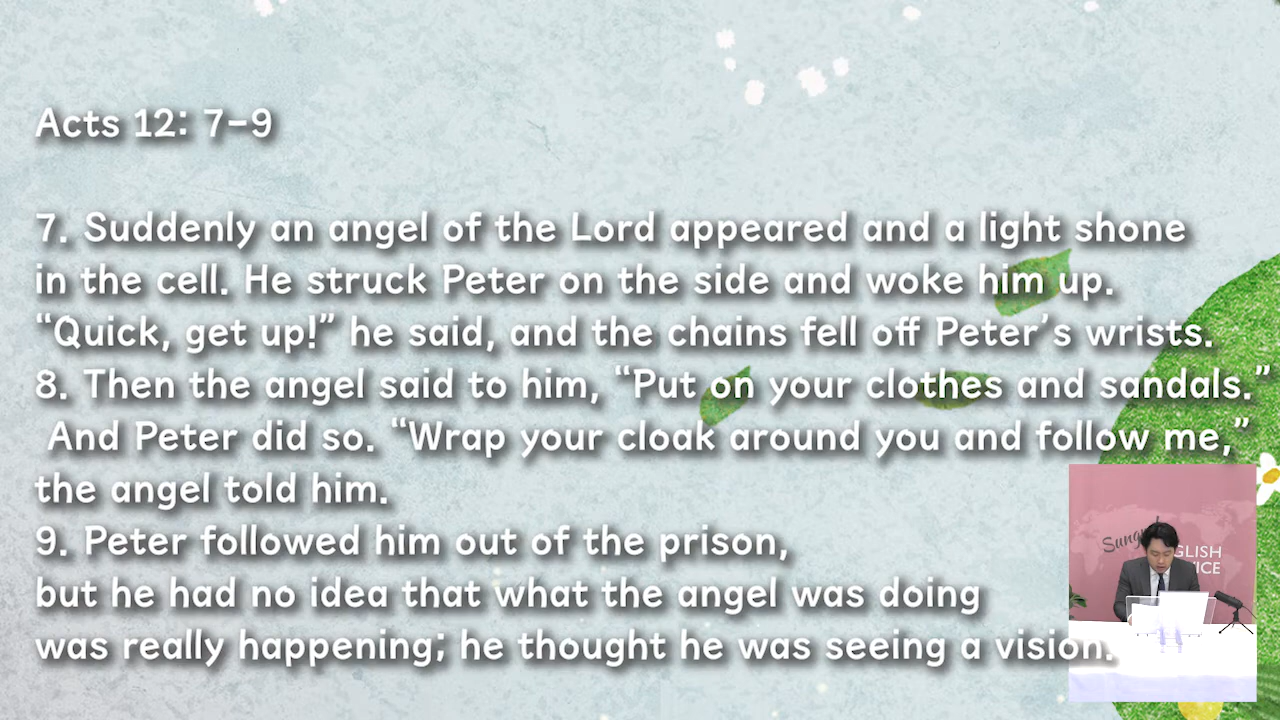 Acts 12: 7-9
7. Suddenly an angel of the Lord appeared and a light shone
in the cell. He struck Peter on the side and woke him up.
“Quick, get up!” he said, and the chains fell off Peter’s wrists.
8. Then the angel said to him, “Put on your clothes and sandals.”
And Peter did so. “Wrap your cloak around you and follow me,”
the angel told him.
9. Peter followed him out of the prison,
but he had no idea that what the angel was doing
was really happening; he thought he was seeing a vision.